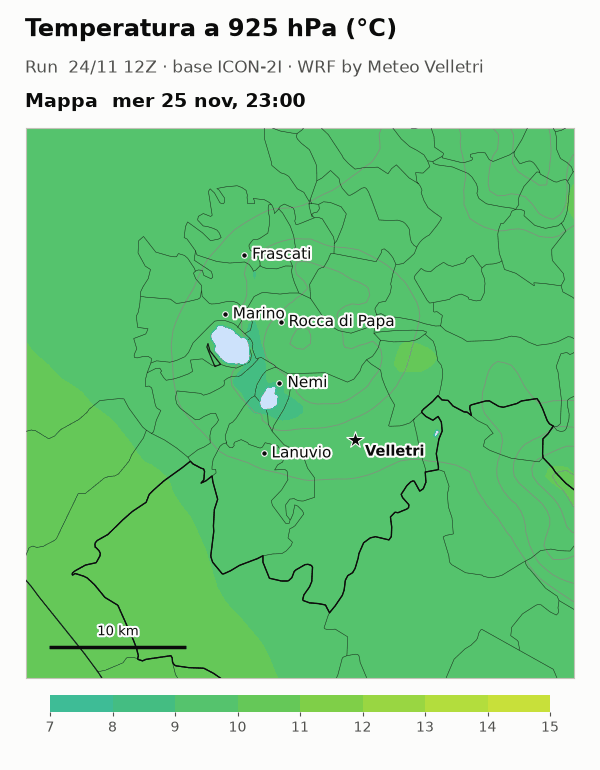 Temperatura a 925 hPa (°C)
Run  24/11 12Z · base ICON-2I · WRF by Meteo Velletri
Mappa  mer 25 nov, 23:00
Frascati
Marino
Rocca di Papa
Nemi
Velletri
Lanuvio
10 km
7 8 9 10 11 12 13 14 15